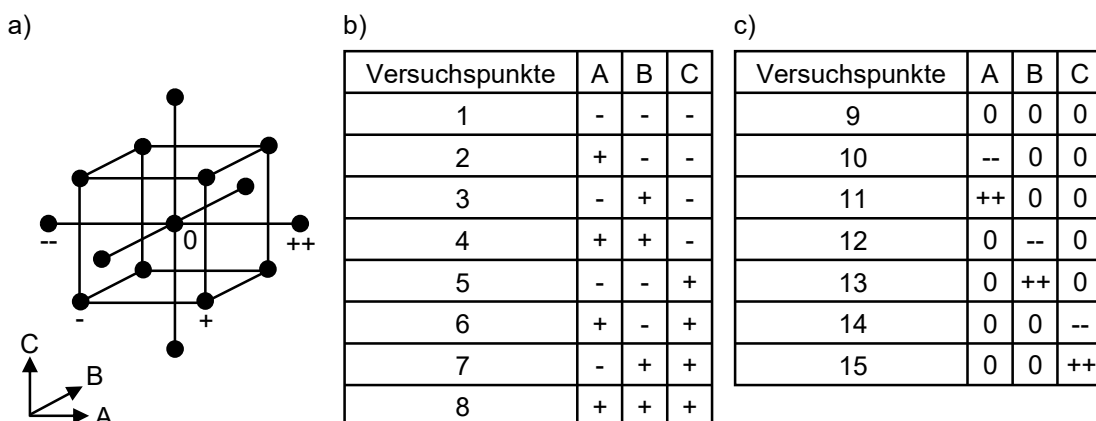 a)
--
0
++
-
+
C
B
A
b)
Versuchspunkte A B C
1 - - -
2 + - -
3 - + -
4 + + -
5 - - +
6 + - +
7 - + +
8 + + +
c)
Versuchspunkte A B C
9 0 0 0
10 -- 0 0
11 ++ 0 0
12 0 -- 0
13 0 ++ 0
14 0 0 --
15 0 0 ++